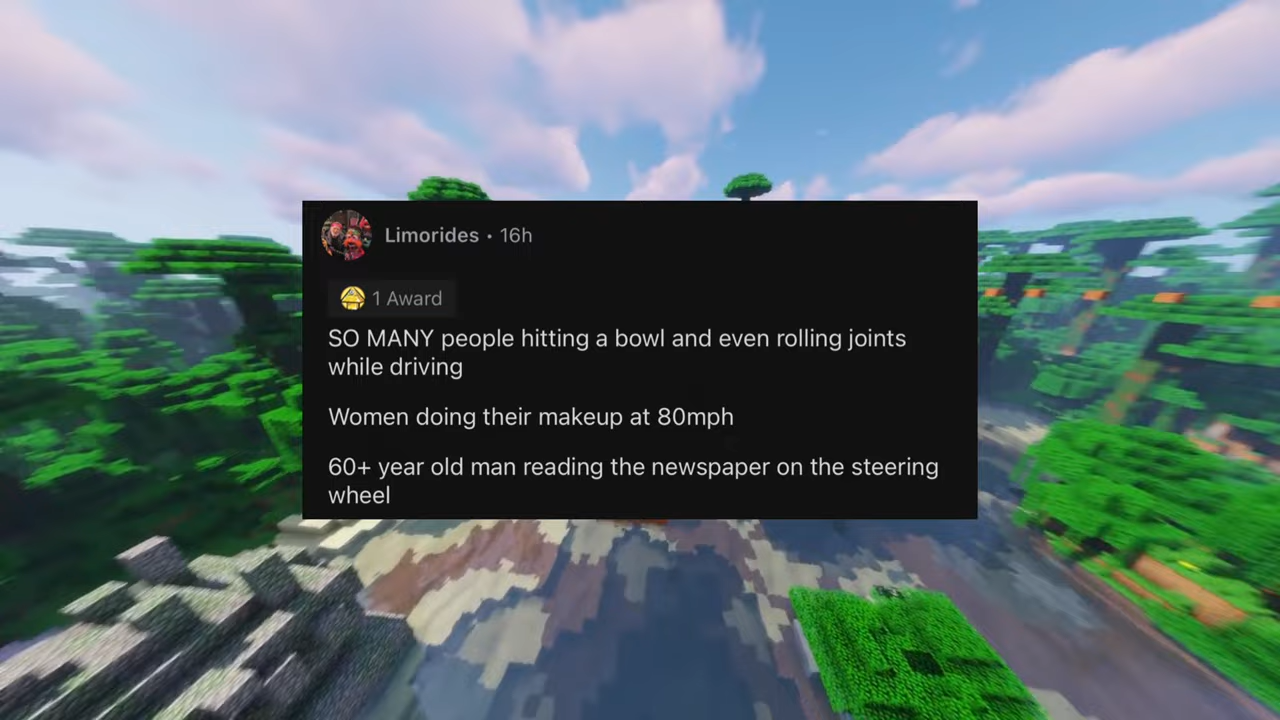 Limorides • 16h
1 Award
SO MANY people hitting a bowl and even rolling joints
while driving
Women doing their makeup at 80mph
60+ year old man reading the newspaper on the steering
wheel